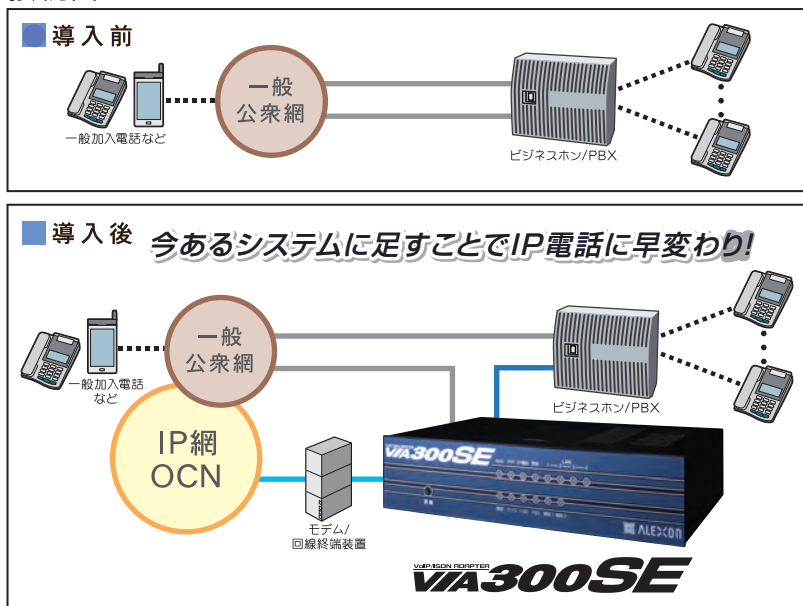 導入前
一般
公衆網
一般加入電話など
ビジネスホン/PBX
導入後
今あるシステムに足すことでIP電話に早変わり!
一般
公衆網
一般加入電話
など
IP網
OCN
ビジネスホン/PBX
モデム/
回線終端装置
VIA300SE
LAN
ALEXON
VoIP/ISDN ADAPTER
VIA300SE